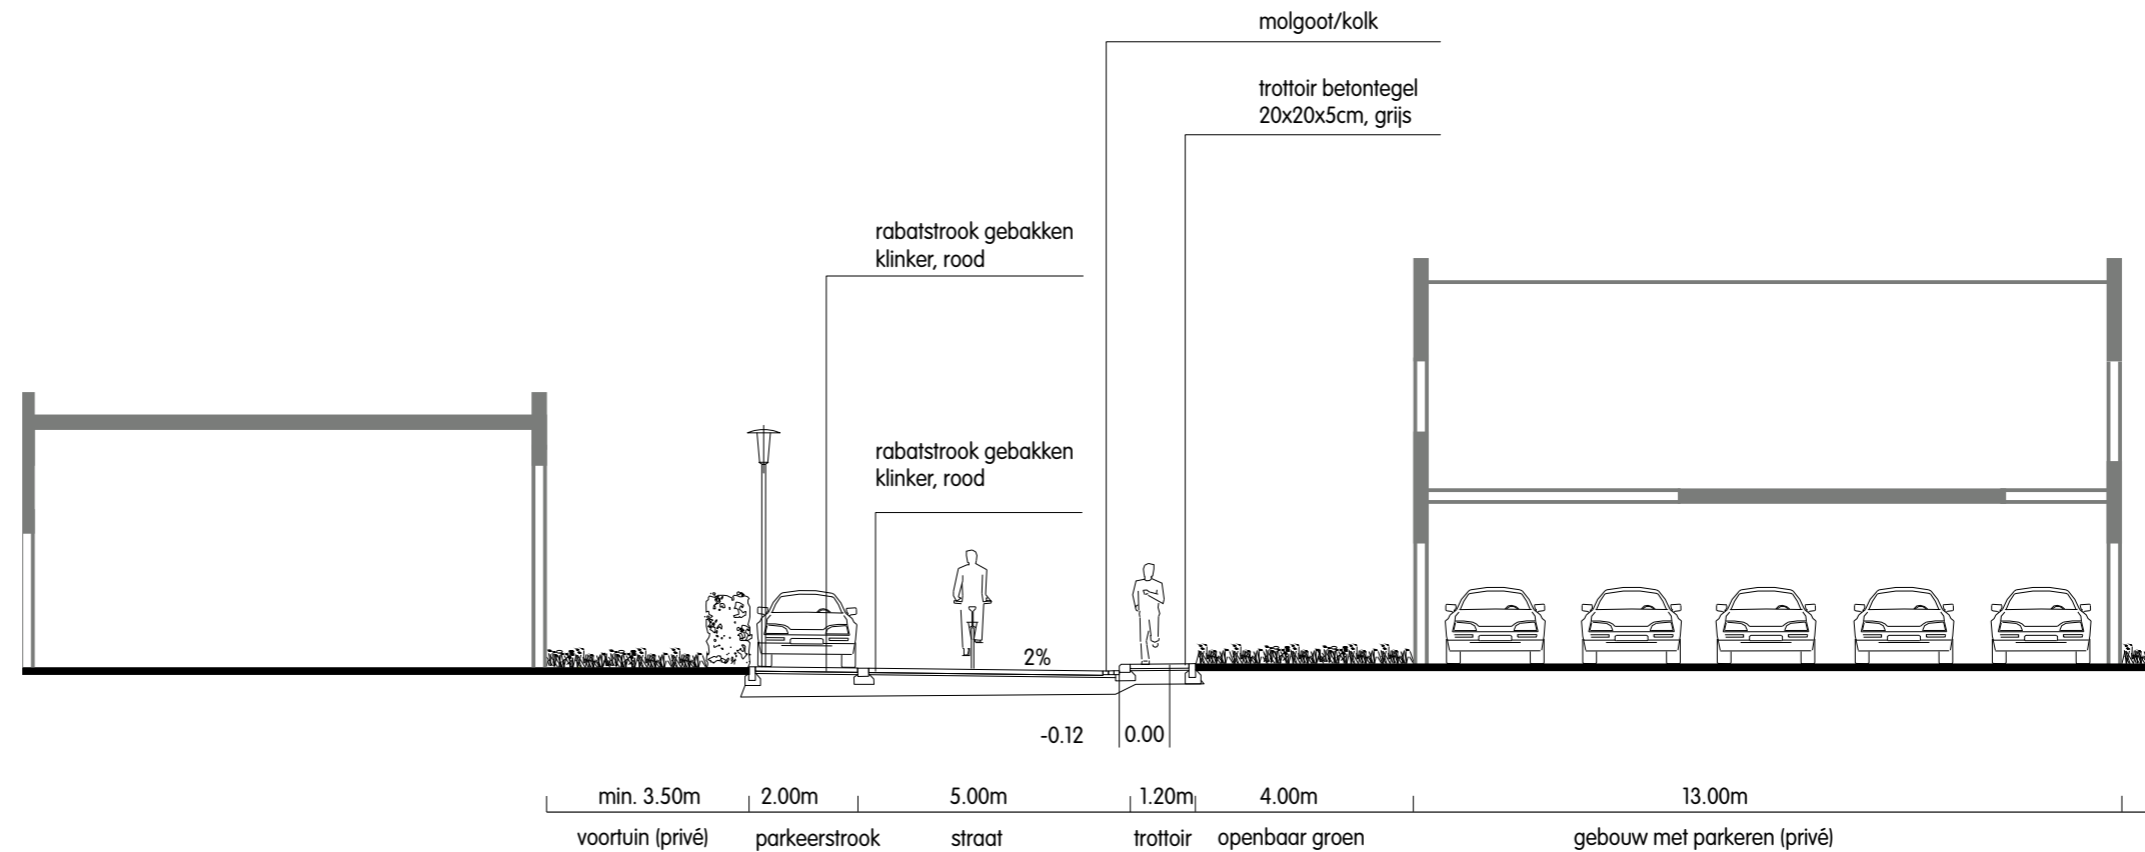 molgoot/kolk
trottoir betontegel
20x20x5cm, grijs
rabatstrook gebakken
klinker, rood
rabatstrook gebakken
klinker, rood
2%
-0.12
0.00
min. 3.50m
2.00m
5.00m
1.20m
4.00m
13.00m
voortuin (privé)
parkeerstrook
straat
trottoir
openbaar groen
gebouw met parkeren (privé)